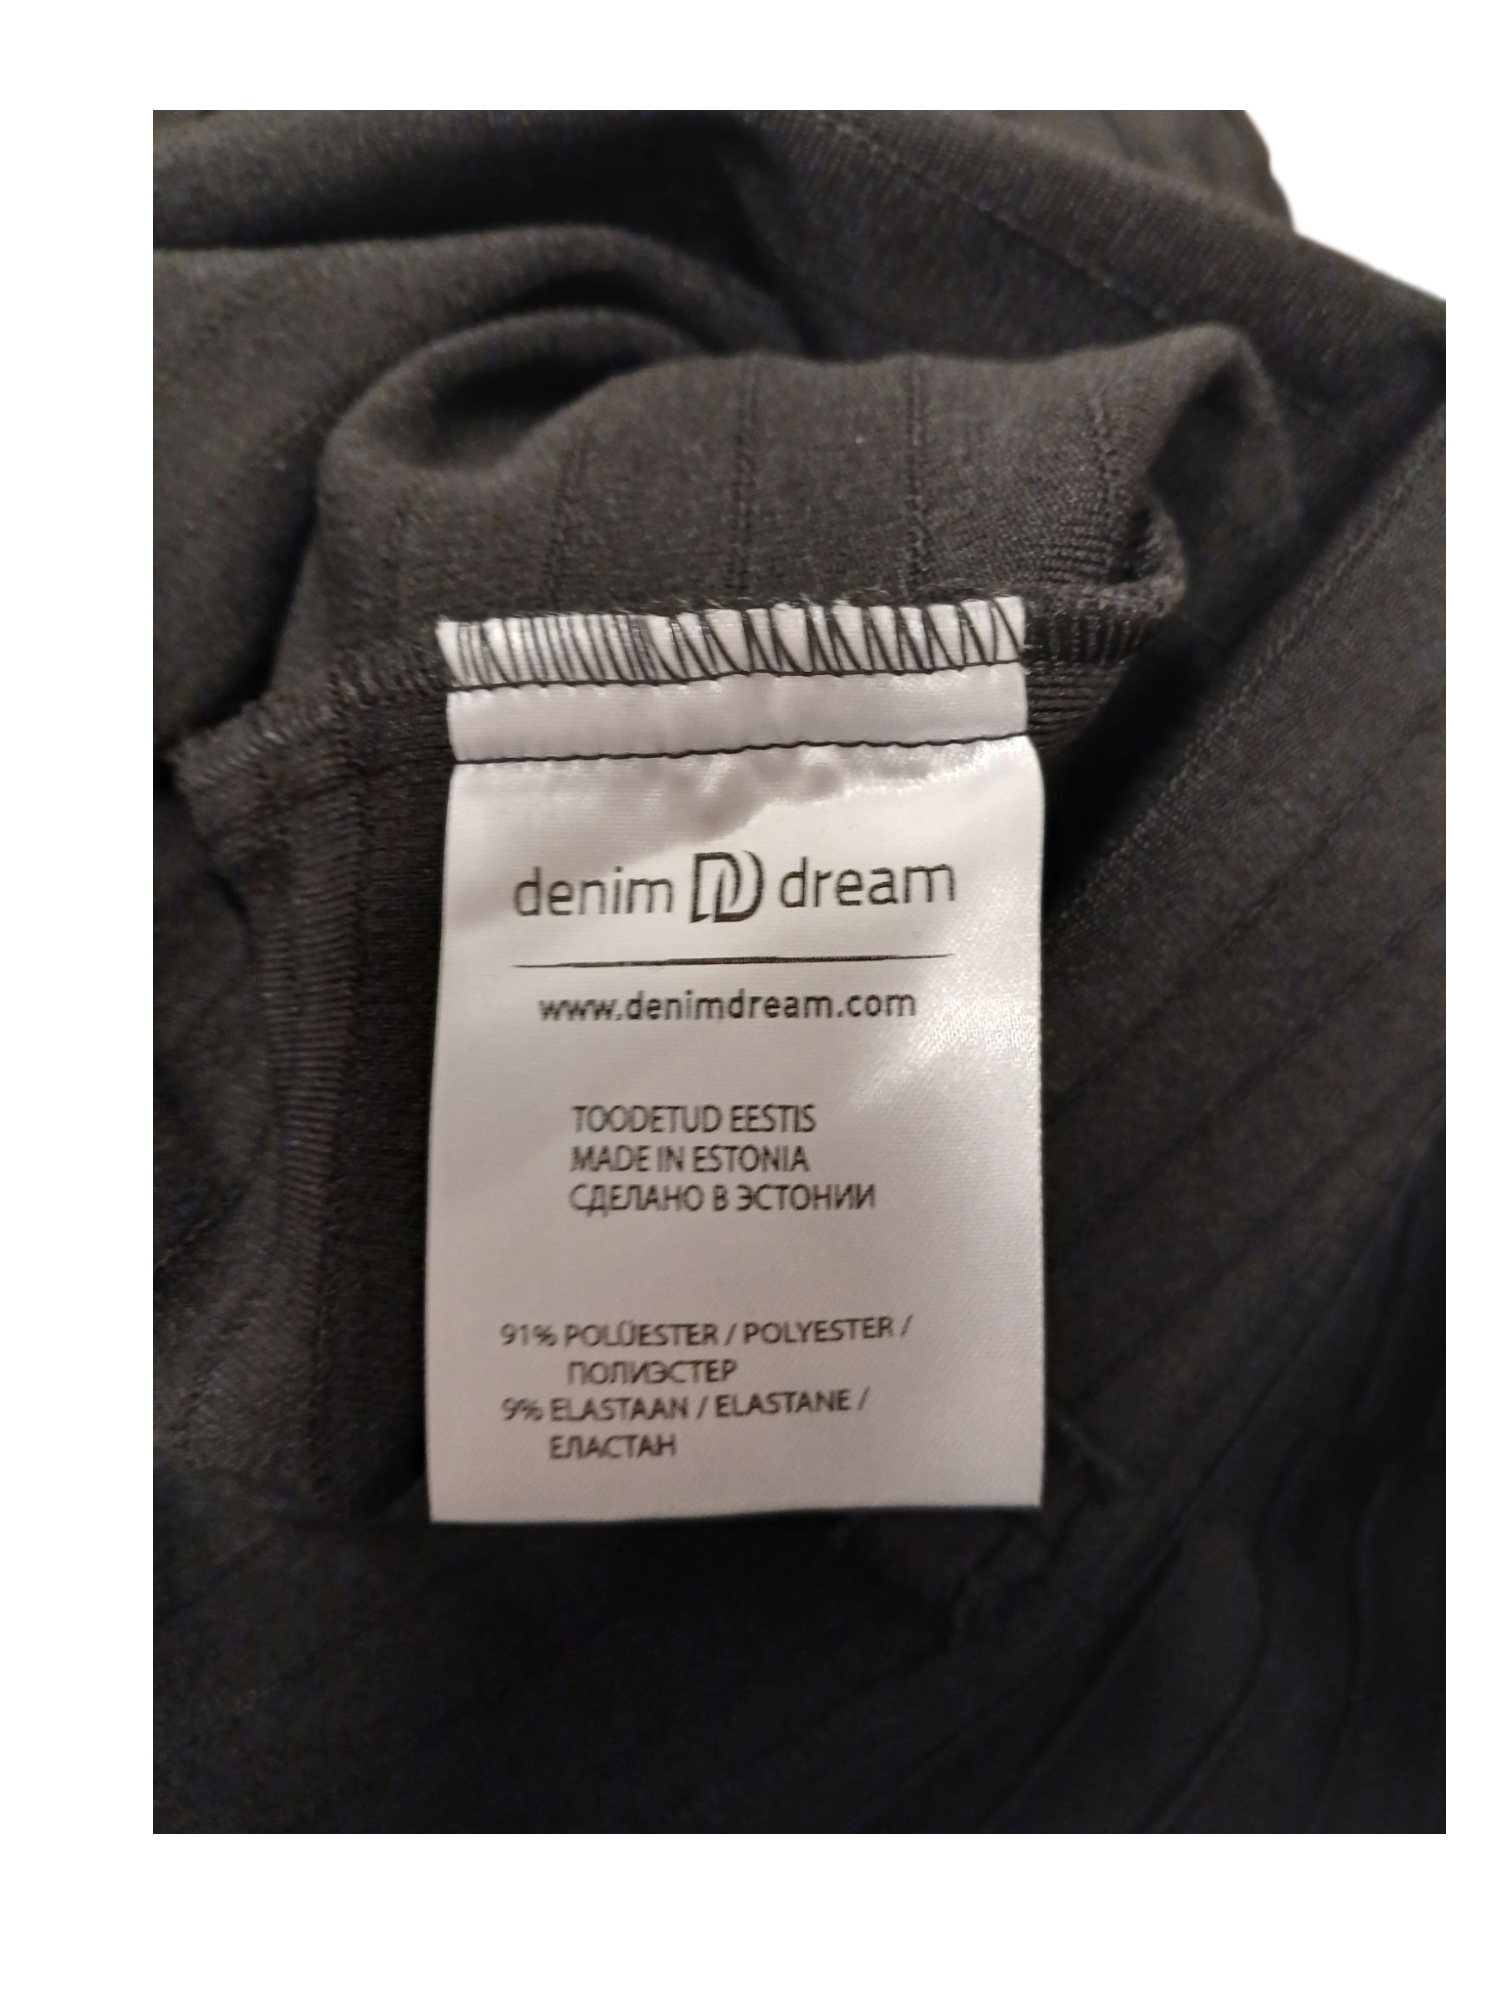 denim DD dream
www.denimdream.com
TOODETUD EESTIS
MADE IN ESTONIA
СДЕЛАНО В ЭСТОНИИ
91% POLÜESTER / POLYESTER /
ПОЛИЭСТЕР
9% ELASTAAN / ELASTANE /
ЕЛАСТАН